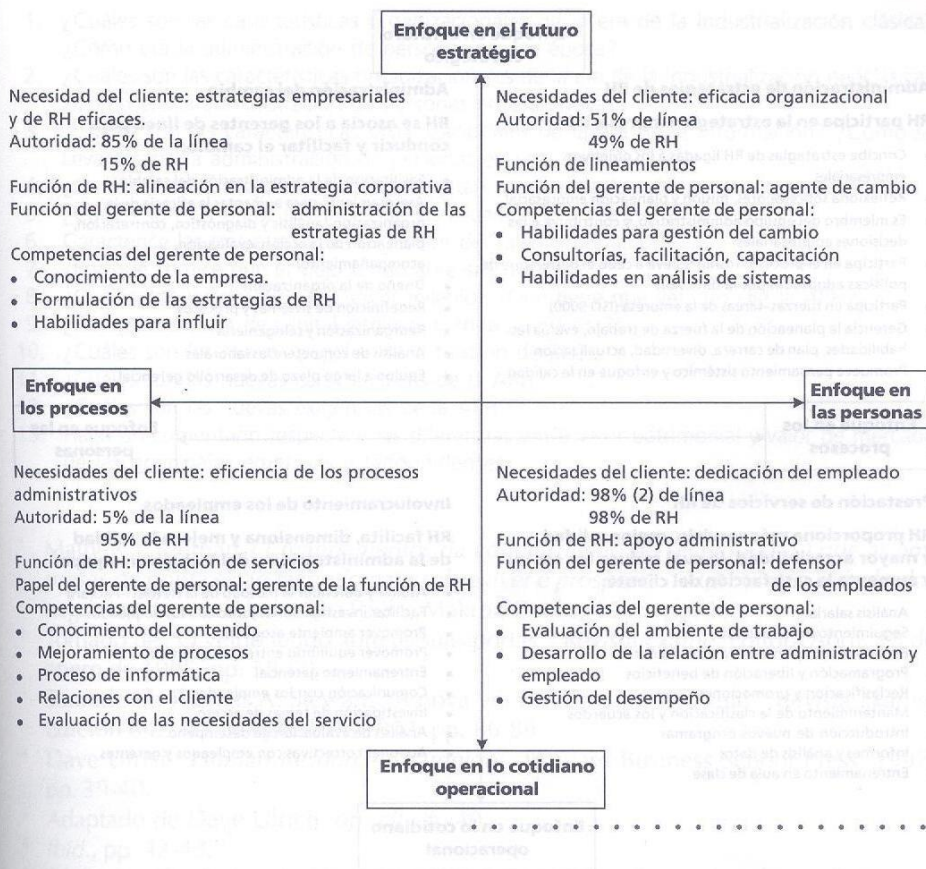 Enfoque en el futuro
estratégico
Necesidad del cliente: estrategias empresariales
y de RH eficaces.
Autoridad: 85% de la línea
15% de RH
Función de RH: alineación en la estrategia corporativa
Función del gerente de personal: administración de las
estrategias de RH
Competencias del gerente de personal:
• Conocimiento de la empresa
• Formulación de las estrategias de RH
• Habilidades para influir
Necesidad del cliente: eficacia organizacional
Autoridad: 51% de línea
49% de RH
Función de lineamientos
Función del gerente de personal: agente de cambio
Competencias del gerente de personal:
• Habilidades para gestión del cambio
• Consultorías, facilitación, capacitación
• Habilidades en análisis de sistemas
Enfoque en
los procesos
Enfoque en
las personas
Necesidades del cliente: eficiencia de los procesos
administrativos
Autoridad: 5% de la línea
95% de RH
Función de RH: prestación de servicios
Papel del gerente de personal: gerente de la función de RH
Competencias del gerente de personal:
• Conocimiento del contenido
• Mejoramiento de procesos
• Proceso de informática
• Relaciones con el cliente
• Evaluación de las necesidades del servicio
Necesidades del cliente: dedicación del empleado
Autoridad: 98% (2) de línea
98% de RH
Función de RH: apoyo administrativo
Función del gerente de personal: defensor
de los empleados
Competencias del gerente de personal:
• Evaluación del ambiente de trabajo
• Desarrollo de la relación entre administración y
empleado
• Gestión del desempeño
Enfoque en lo cotidiano
operacional